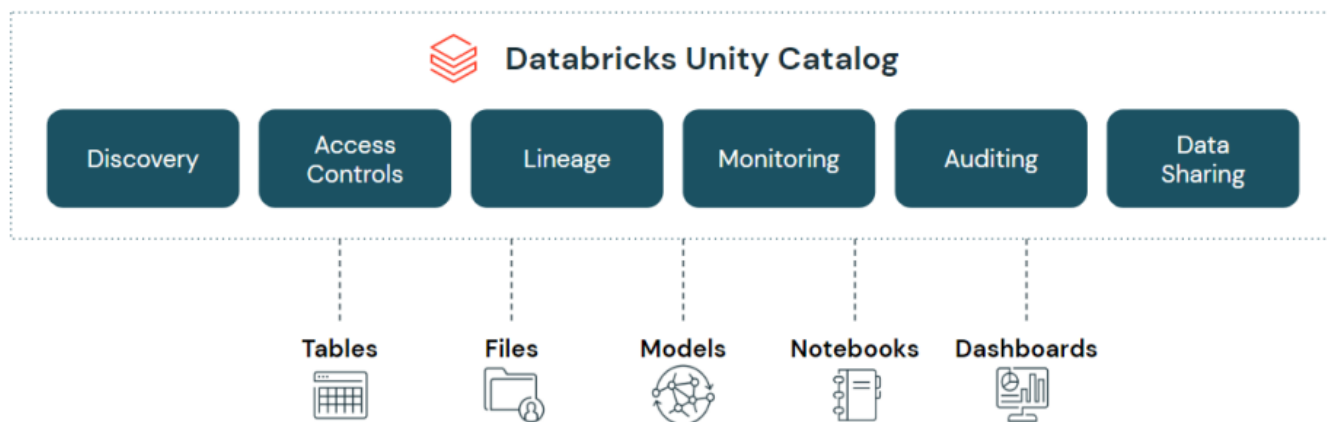 Databricks Unity Catalog
Discovery
Access
Controls
Lineage
Monitoring
Auditing
Data
Sharing
Tables
Files
Models
Notebooks
Dashboards